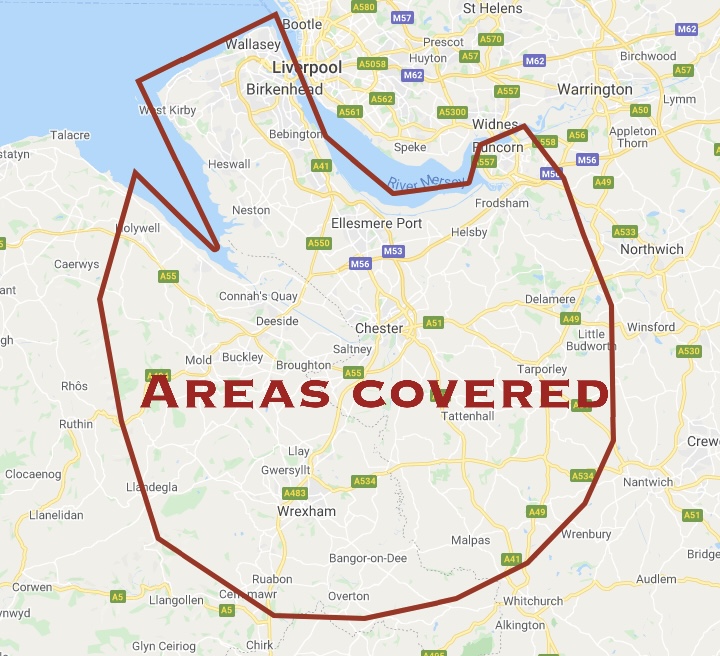 A580
St Helens
M57
Bootle
M62
Wallasey
Prescot
A570
Huyton
A57
Birchwood
Liverpool
A5058
M62
M62
A57
Birkenhead
A562
A557
Warrington
Lymm
West Kirby
A561
A5300
A50
Talacre
Bebington
Widnes
A56
Appleton
Thorn
Speke
Runcorn
A558
statyn
Heswall
A41
A557
M56
M56
River Mersey
A49
Neston
Frodsham
Holywell
Ellesmere Port
Helsby
A533
A550
M53
Northwich
Caerwys
M56
A55
Connah's Quay
Delamere
Deeside
Chester
A51
A49
Winsford
Little
Budworth
Saltney
A530
Mold
Buckley
Broughton
Tarporley
A55
Rhôs
AREAS COVERED
Ruthin
Tattenhall
Llay
Crew
Gwersyllt
Clocaenog
A534
A534
Nantwich
Llandegla
A483
Llanelidan
Wrexham
A49
A51
Malpas
Wrenbury
Bangor-on-Dee
A41
Bridge
Ruabon
Audlem
Corwen
A5
Cefn-mawr
Overton
Llangollen
Whitchurch
A5
Alkington
Glyn Ceiriog
Chirk
A495